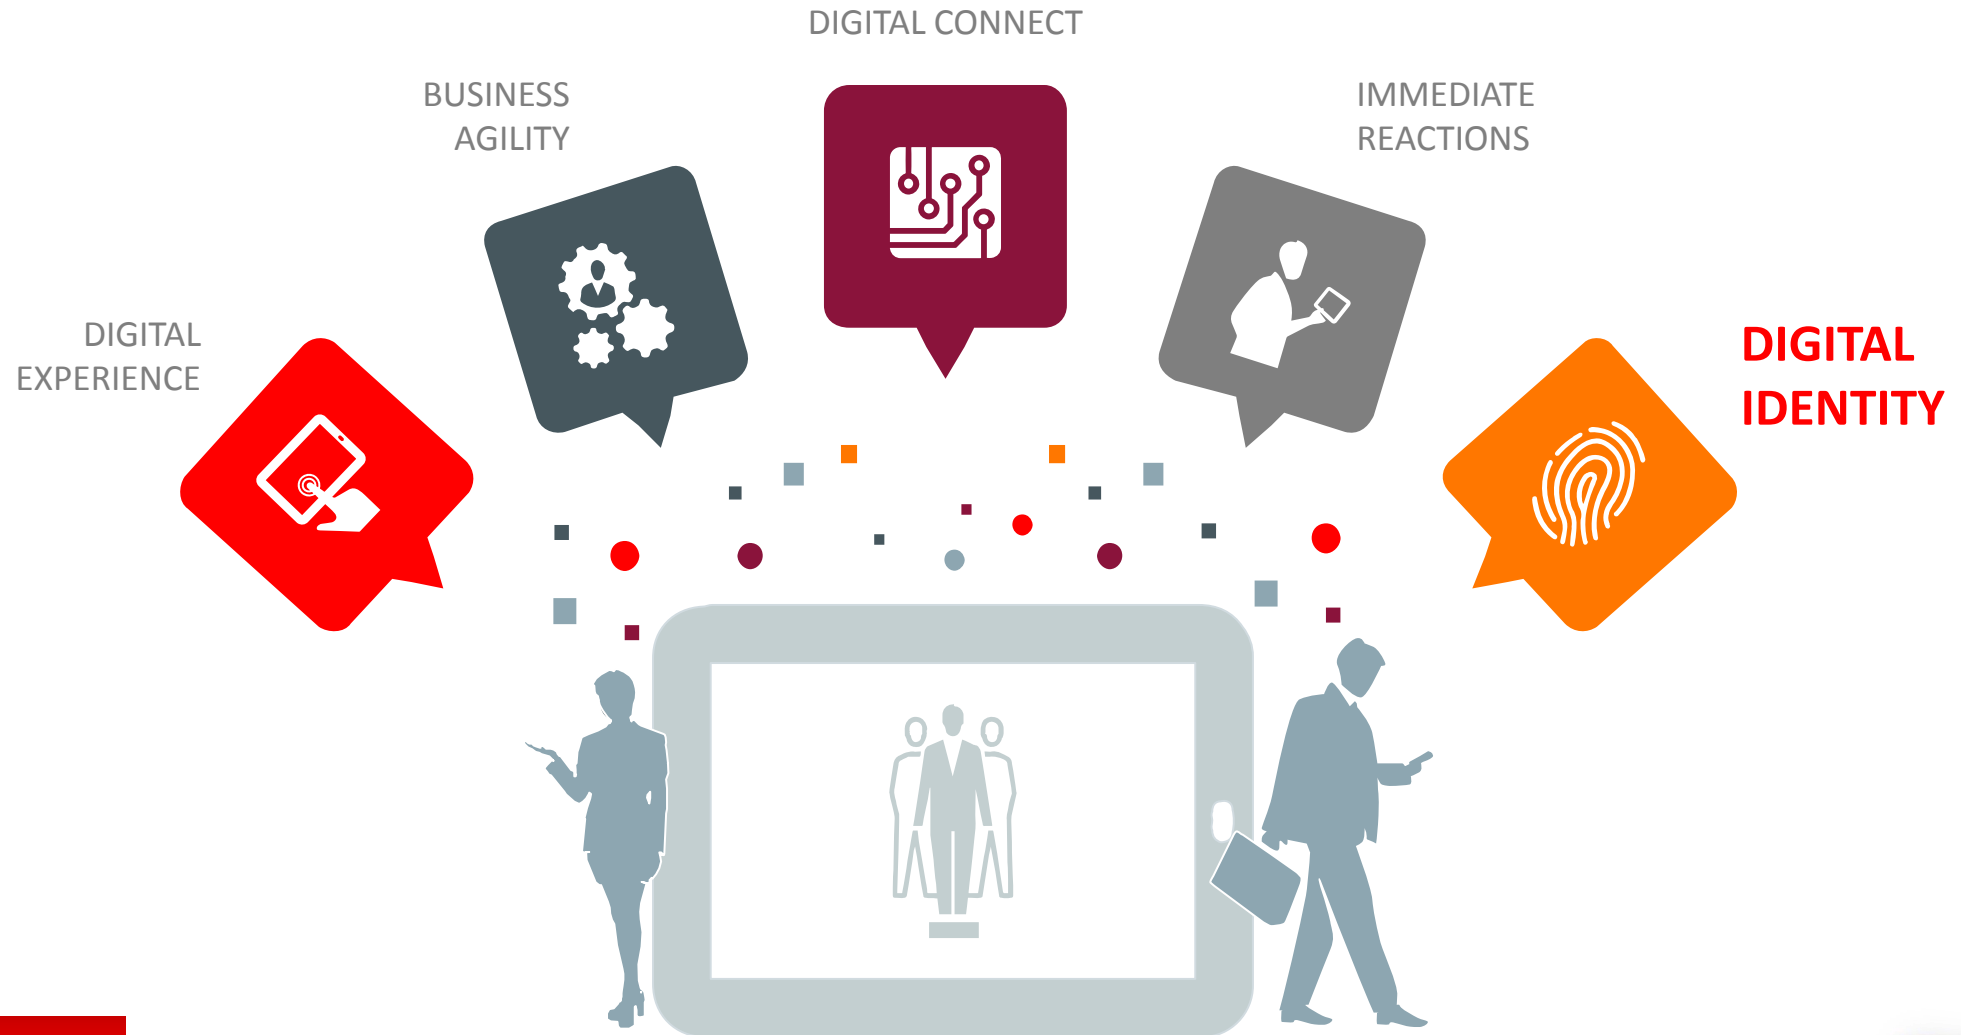 DIGITAL CONNECT
BUSINESS
AGILITY
IMMEDIATE
REACTIONS
DIGITAL
EXPERIENCE
DIGITAL
IDENTITY